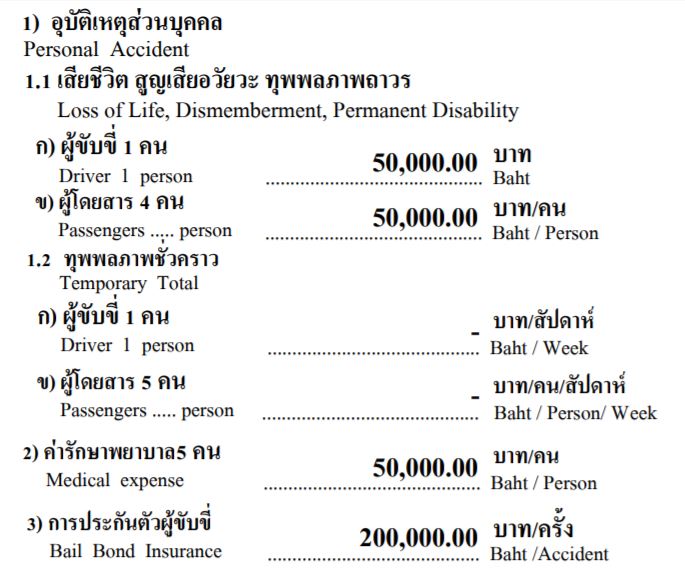 1) อุบัติเหตุส่วนบุคคล
Personal Accident
1.1 เสียชีวิต สูญเสียอวัยวะ ทุพพลภาพถาวร
Loss of Life, Dismemberment, Permanent Disability
ก) ผู้ขับขี่ 1 คน 50,000.00 บาท
Driver 1 person ........................................ Baht
ข) ผู้โดยสาร 4 คน 50,000.00 บาท/คน
Passengers ..... person ........................................ Baht / Person
1.2 ทุพพลภาพชั่วคราว
Temporary Total
ก) ผู้ขับขี่ 1 คน - บาท/สัปดาห์
Driver 1 person ........................................ Baht / Week
ข) ผู้โดยสาร 5 คน - บาท/คน/สัปดาห์
Passengers ..... person ........................................ Baht / Person/ Week
2) ค่ารักษาพยาบาล5 คน 50,000.00 บาท/คน
Medical expense ........................................ Baht / Person
3) การประกันตัวผู้ขับขี่ 200,000.00 บาท/ครั้ง
Bail Bond Insurance ........................................ Baht /Accident